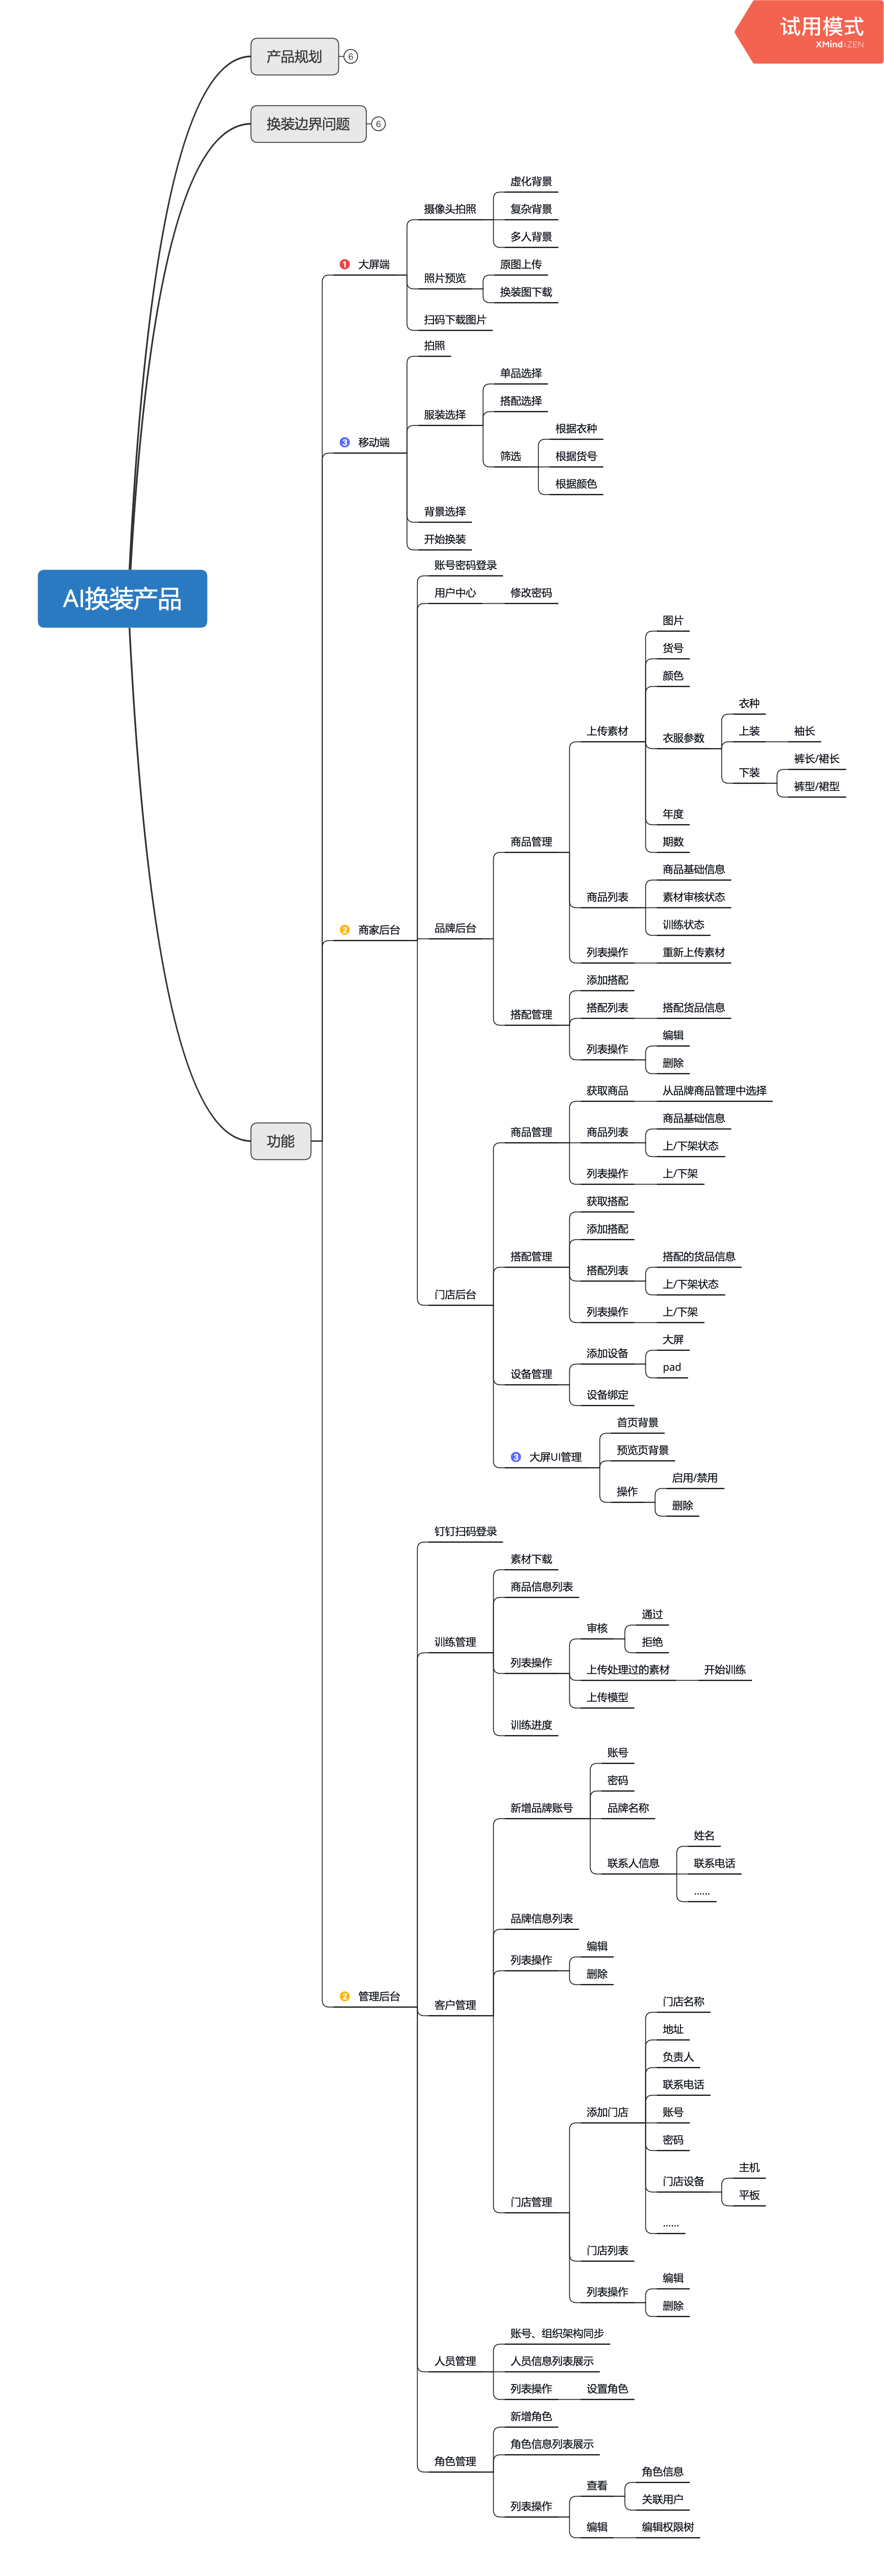 试用模式
XMind:ZEN
产品规划
6
换装边界问题
6
AI换装产品
功能
1 大屏端
摄像头拍照
虚化背景
复杂背景
多人背景
照片预览
原图上传
换装图下载
扫码下载图片
3 移动端
拍照
服装选择
单品选择
搭配选择
筛选
根据衣种
根据货号
根据颜色
背景选择
开始换装
2 商家后台
账号密码登录
用户中心
修改密码
品牌后台
商品管理
上传素材
图片
货号
颜色
衣服参数
衣种
上装
袖长
下装
裤长/裙长
裤型/裙型
年度
期数
商品列表
商品基础信息
素材审核状态
训练状态
列表操作
重新上传素材
搭配管理
添加搭配
搭配列表
搭配货品信息
列表操作
编辑
删除
门店后台
商品管理
获取商品
从品牌商品管理中选择
商品列表
商品基础信息
上/下架状态
列表操作
上/下架
搭配管理
获取搭配
添加搭配
搭配列表
搭配的货品信息
上/下架状态
列表操作
上/下架
设备管理
添加设备
大屏
pad
设备绑定
3 大屏UI管理
首页背景
预览页背景
操作
启用/禁用
删除
2 管理后台
钉钉扫码登录
训练管理
素材下载
商品信息列表
列表操作
审核
通过
拒绝
上传处理过的素材
开始训练
上传模型
训练进度
客户管理
新增品牌账号
账号
密码
品牌名称
联系人信息
姓名
联系电话
......
品牌信息列表
列表操作
编辑
删除
门店管理
添加门店
门店名称
地址
负责人
联系电话
账号
密码
门店设备
主机
平板
......
门店列表
列表操作
编辑
删除
人员管理
账号、组织架构同步
人员信息列表展示
列表操作
设置角色
角色管理
新增角色
角色信息列表展示
列表操作
查看
角色信息
关联用户
编辑
编辑权限树